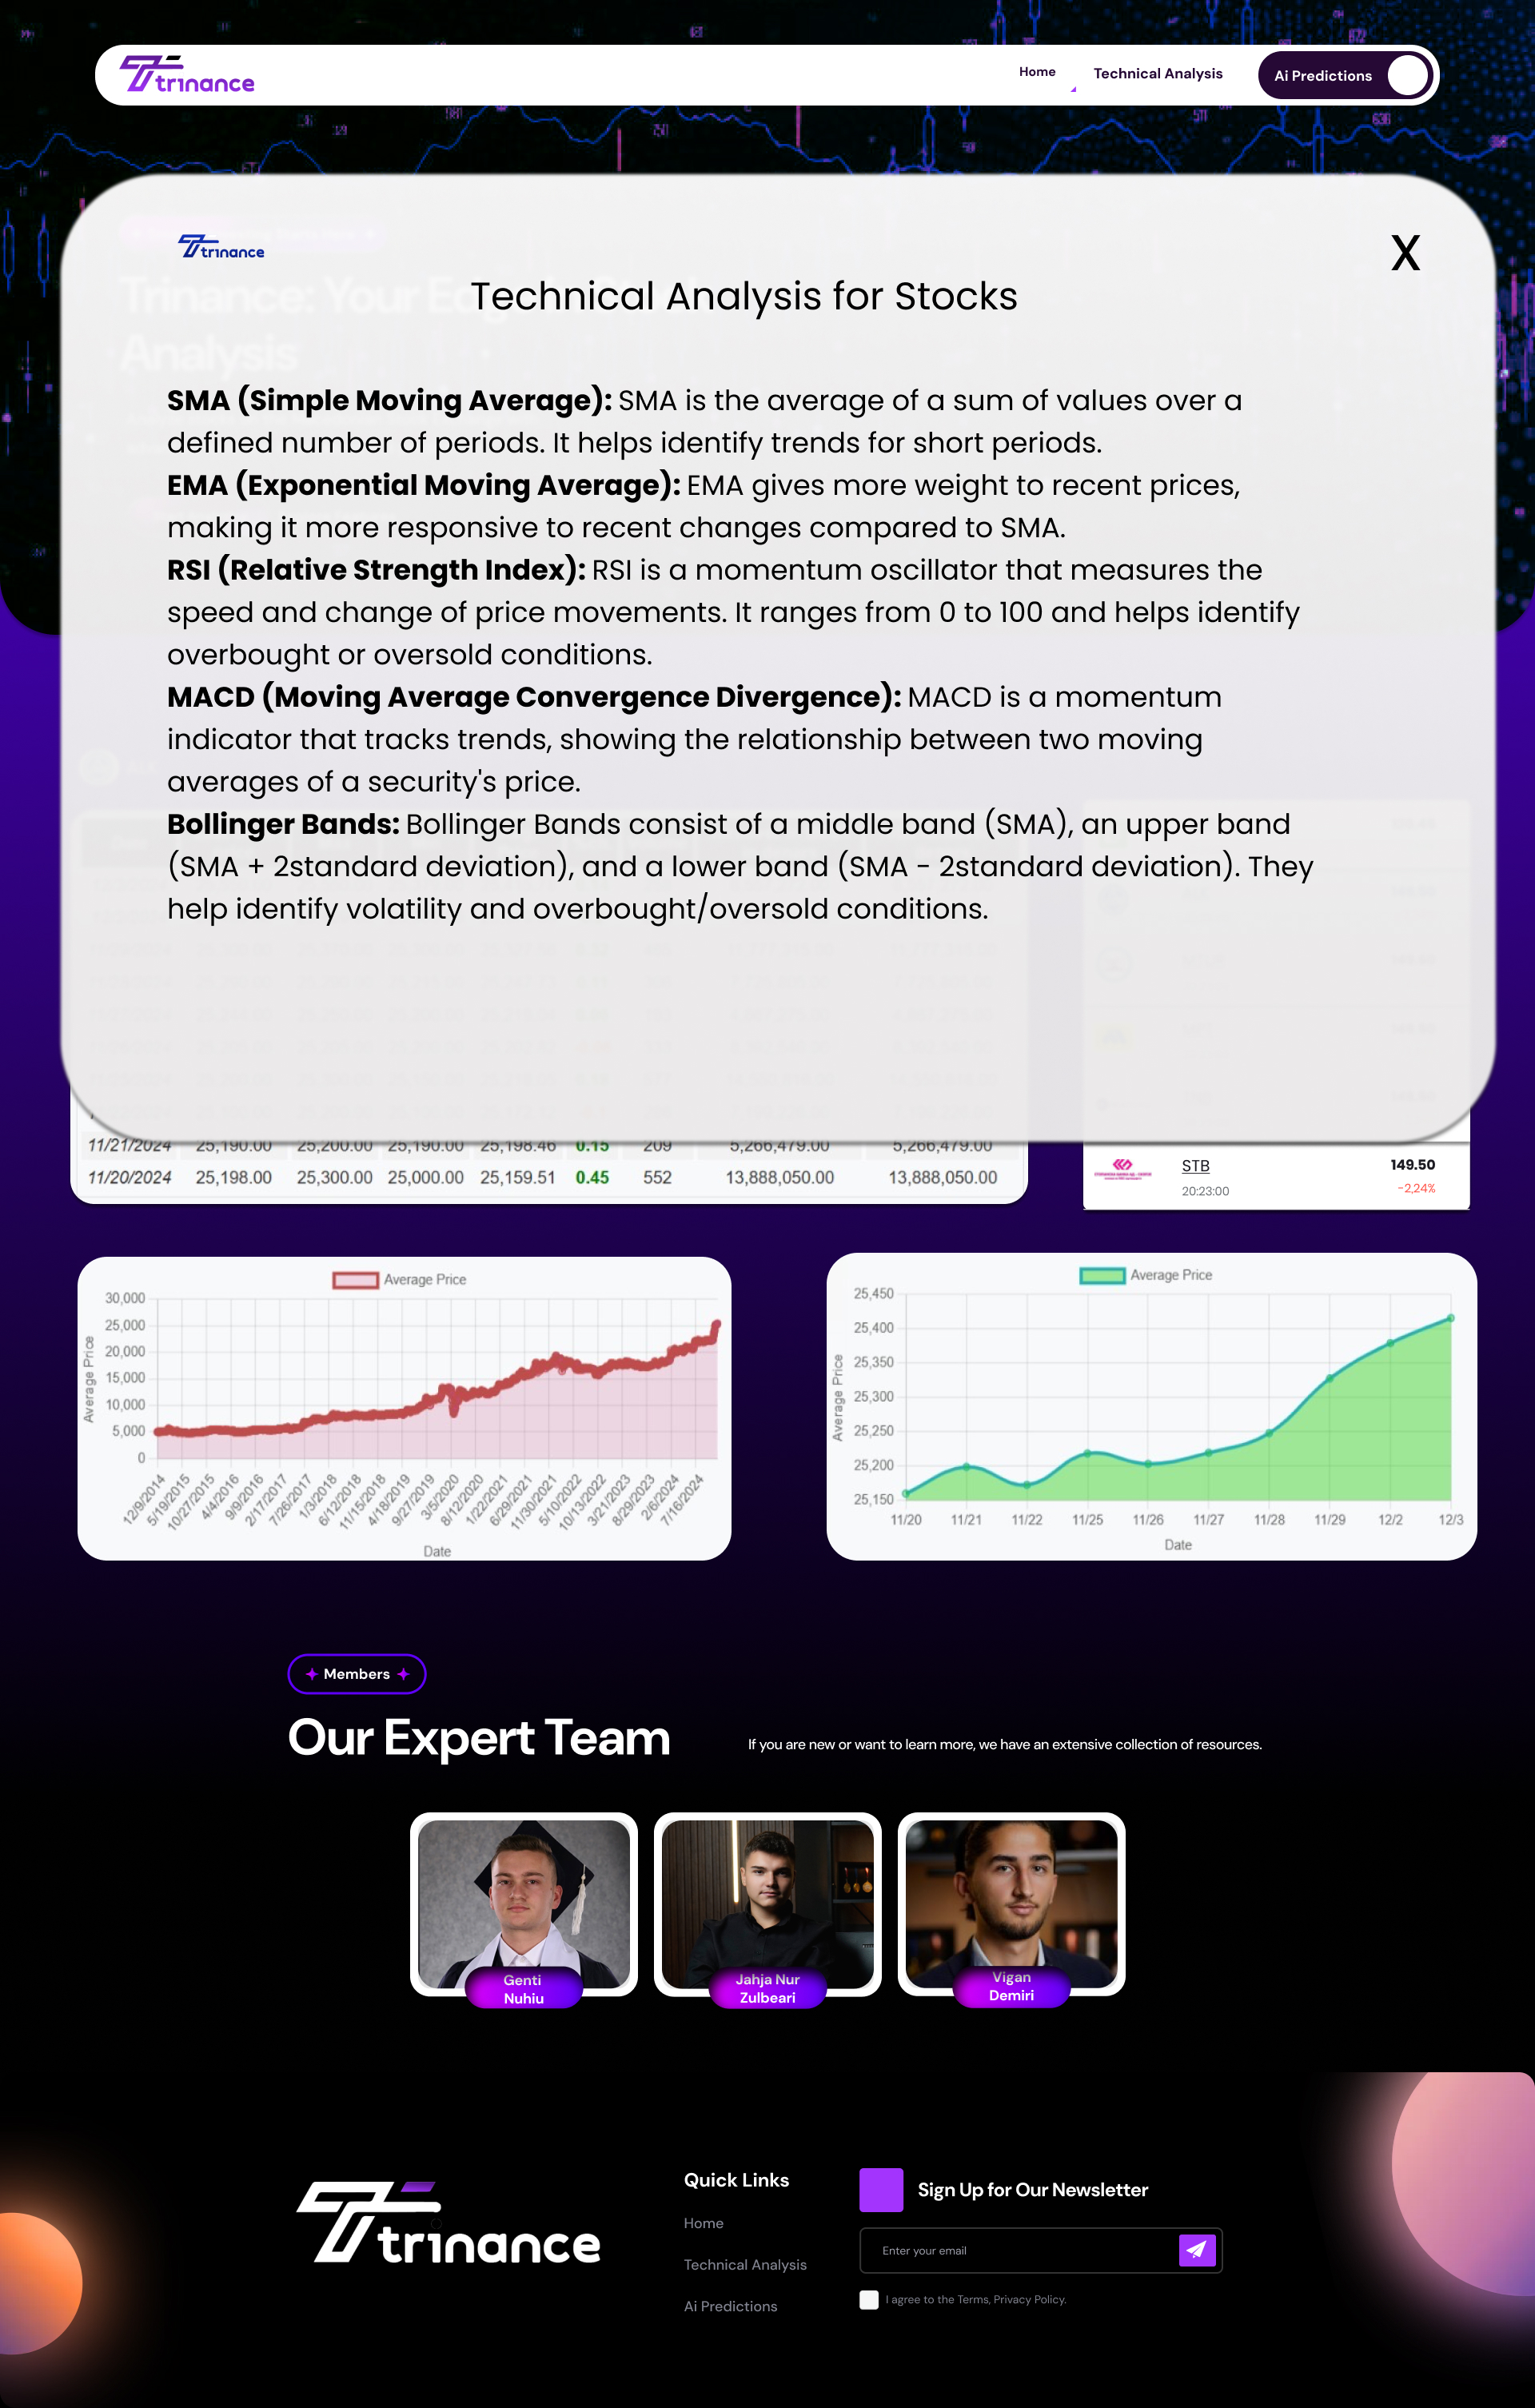 trinance
Home
Technical Analysis
Ai Predictions
trinance
X
Trinance: Your Ed
Technical Analysis for Stocks
Analysis
SMA (Simple Moving Average): SMA is the average of a sum of values over a
defined number of periods. It helps identify trends for short periods.
EMA (Exponential Moving Average): EMA gives more weight to recent prices,
making it more responsive to recent changes compared to SMA.
RSI (Relative Strength Index): RSI is a momentum oscillator that measures the
speed and change of price movements. It ranges from 0 to 100 and helps identify
overbought or oversold conditions.
MACD (Moving Average Convergence Divergence): MACD is a momentum
indicator that tracks trends, showing the relationship between two moving
averages of a security's price.
Bollinger Bands: Bollinger Bands consist of a middle band (SMA), an upper band
(SMA + 2standard deviation), and a lower band (SMA - 2standard deviation). They
help identify volatility and overbought/oversold conditions.
11/21/2024 25,190.00 25,200.00 25,190.00 25,198.46 0.15 209 5,266,479.00 5,266,479.00
11/20/2024 25,198.00 25,300.00 25,000.00 25,159.51 0.45 552 13,888,050.00 13,888,050.00
STB 149.50
20:23:00 -2,24%
Average Price
30,000
25,000
20,000
15,000
10,000
5,000
0
Average Price
12/9/2014 5/19/2015 10/27/2015 4/4/2016 9/9/2016 2/17/2017 7/26/2017 1/3/2018 6/12/2018 11/15/2018 4/18/2019 9/27/2019 3/5/2020 8/12/2020 1/22/2021 6/29/2021 11/30/2021 5/10/2022 10/13/2022 3/21/2023 8/29/2023 2/6/2024 7/16/2024
Date
Average Price
25,450
25,400
25,350
25,300
25,250
25,200
25,150
Average Price
11/20 11/21 11/22 11/25 11/26 11/27 11/28 11/29 12/2 12/3
Date
Members
Our Expert Team
If you are new or want to learn more, we have an extensive collection of resources.
Genti
Nuhiu
Jahja Nur
Zulbeari
Vigan
Demiri
trinance
Quick Links
Home
Technical Analysis
Ai Predictions
Sign Up for Our Newsletter
Enter your email
I agree to the Terms, Privacy Policy.